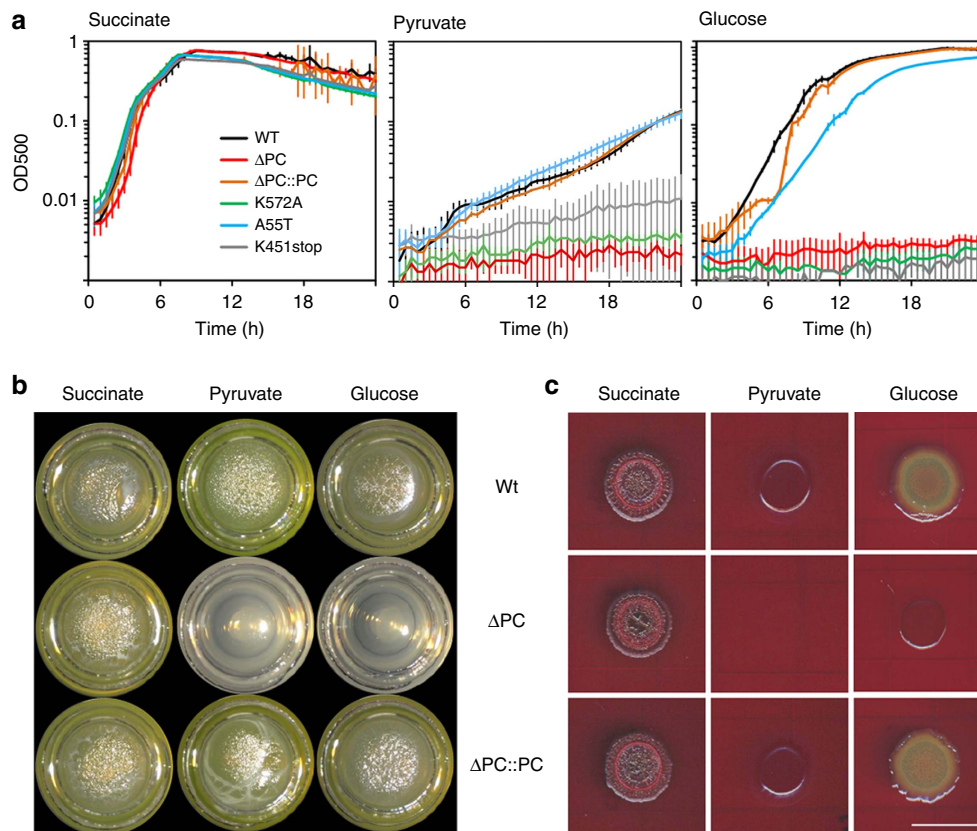 a
Succinate
Pyruvate
Glucose
1
0.1
0.01
OD500
WT
ΔPC
ΔPC::PC
K572A
A55T
K451stop
0 6 12 18
0 6 12 18
0 6 12 18
Time (h)
Time (h)
Time (h)
b
Succinate Pyruvate Glucose
c
Succinate Pyruvate Glucose
Wt
ΔPC
ΔPC::PC